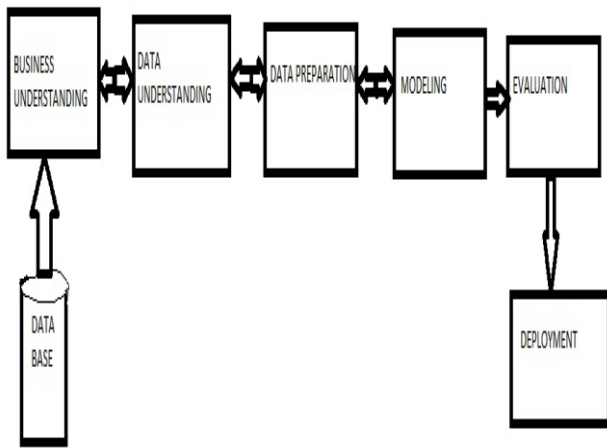 BUSINESS
UNDERSTANDING
DATA
UNDERSTANDING
DATA PREPARATION
MODELING
EVALUATION
DATA
BASE
DEPLOYMENT